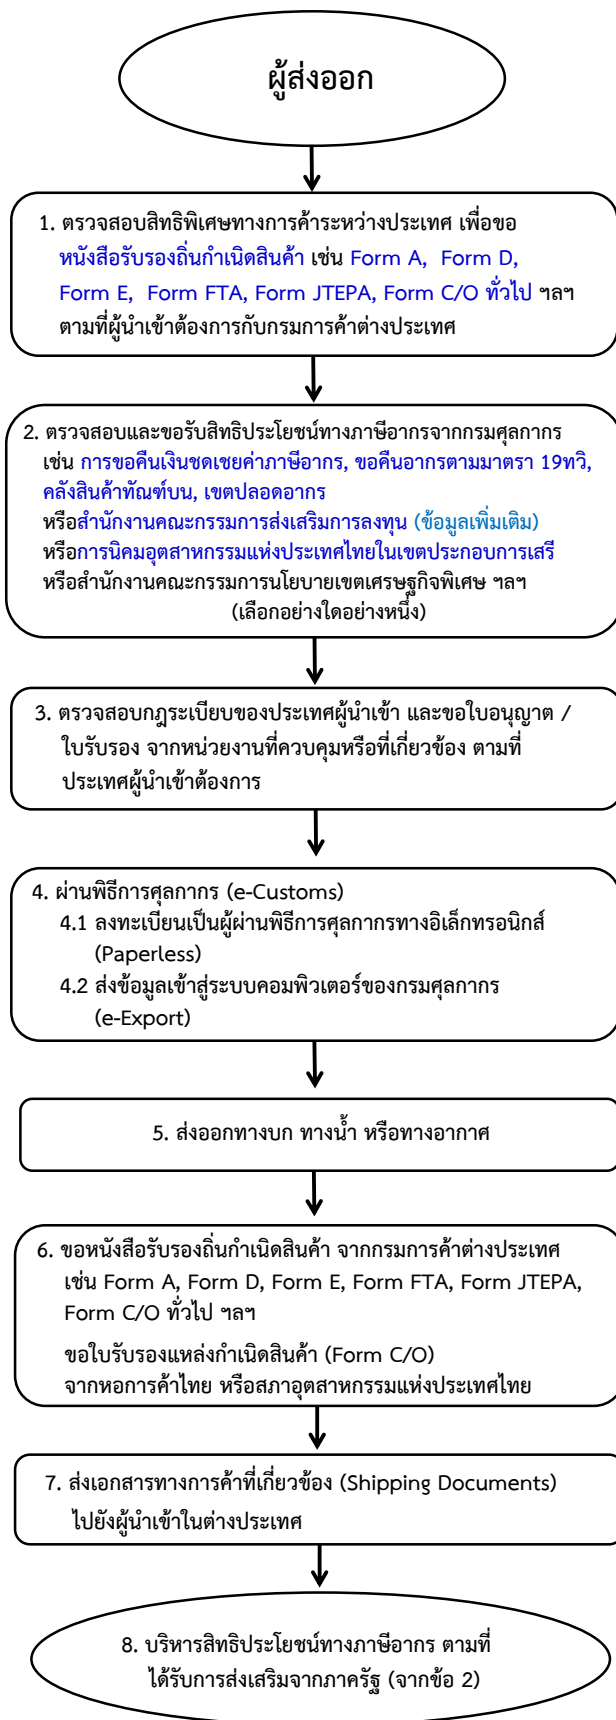 ผู้ส่งออก
1. ตรวจสอบสิทธิพิเศษทางการค้าระหว่างประเทศ เพื่อขอ
หนังสือรับรองถิ่นกำเนิดสินค้า เช่น Form A, Form D,
Form E, Form FTA, Form JTEPA, Form C/O ทั่วไป ฯลฯ
ตามที่ผู้นำเข้าต้องการกับกรมการค้าต่างประเทศ
2. ตรวจสอบและขอรับสิทธิประโยชน์ทางภาษีอากรจากกรมศุลกากร
เช่น การขอคืนเงินชดเชยค่าภาษีอากร, ขอคืนอากรตามมาตรา 19ทวิ,
คลังสินค้าทัณฑ์บน, เขตปลอดอากร
หรือสำนักงานคณะกรรมการส่งเสริมการลงทุน (ข้อมูลเพิ่มเติม)
หรือการนิคมอุตสาหกรรมแห่งประเทศไทยในเขตประกอบการเสรี
หรือสำนักงานคณะกรรมการนโยบายเขตเศรษฐกิจพิเศษ ฯลฯ
(เลือกอย่างใดอย่างหนึ่ง)
3. ตรวจสอบกฎระเบียบของประเทศผู้นำเข้า และขอใบอนุญาต /
ใบรับรอง จากหน่วยงานที่ควบคุมหรือที่เกี่ยวข้อง ตามที่
ประเทศผู้นำเข้าต้องการ
4. ผ่านพิธีการศุลกากร (e-Customs)
4.1 ลงทะเบียนเป็นผู้ผ่านพิธีการศุลกากรทางอิเล็กทรอนิกส์
(Paperless)
4.2 ส่งข้อมูลเข้าสู่ระบบคอมพิวเตอร์ของกรมศุลกากร
(e-Export)
5. ส่งออกทางบก ทางน้ำ หรือทางอากาศ
6. ขอหนังสือรับรองถิ่นกำเนิดสินค้า จากกรมการค้าต่างประเทศ
เช่น Form A, Form D, Form E, Form FTA, Form JTEPA,
Form C/O ทั่วไป ฯลฯ
ขอใบรับรองแหล่งกำเนิดสินค้า (Form C/O)
จากหอการค้าไทย หรือสภาอุตสาหกรรมแห่งประเทศไทย
7. ส่งเอกสารทางการค้าที่เกี่ยวข้อง (Shipping Documents)
ไปยังผู้นำเข้าในต่างประเทศ
8. บริหารสิทธิประโยชน์ทางภาษีอากร ตามที่
ได้รับการส่งเสริมจากภาครัฐ (จากข้อ 2)